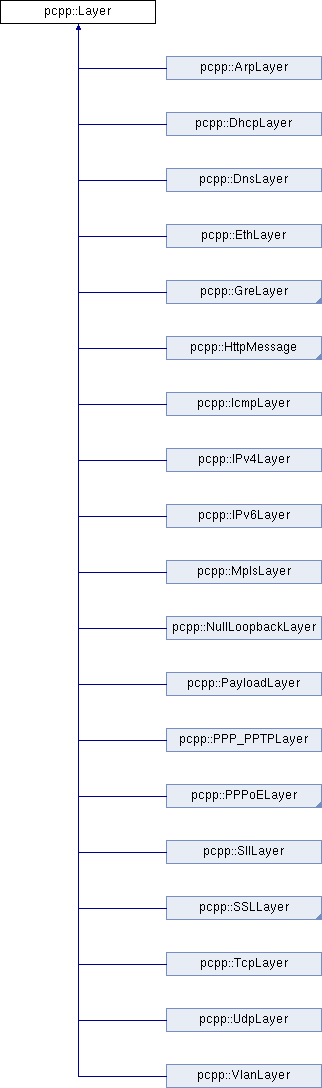 pcpp::Layer
pcpp::ArpLayer
pcpp::DhcpLayer
pcpp::DnsLayer
pcpp::EthLayer
pcpp::GreLayer
pcpp::HttpMessage
pcpp::IcmpLayer
pcpp::IPv4Layer
pcpp::IPv6Layer
pcpp::MplsLayer
pcpp::NullLoopbackLayer
pcpp::PayloadLayer
pcpp::PPP_PPTPLayer
pcpp::PPPoELayer
pcpp::SllLayer
pcpp::SSLLayer
pcpp::TcpLayer
pcpp::UdpLayer
pcpp::VlanLayer